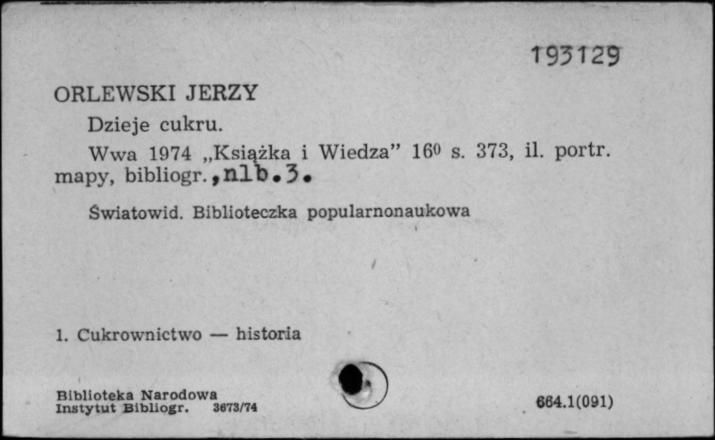 193129
ORLEWSKI JERZY
Dzieje cukru.
Wwa 1974 „Książka i Wiedza” 16⁰ s. 373, il. portr.
mapy, bibliogr.,nlb.3.
Światowid. Biblioteczka popularnonaukowa
1. Cukrownictwo — historia
Biblioteka Narodowa
Instytut Bibliogr. 3673/74
664.1(091)